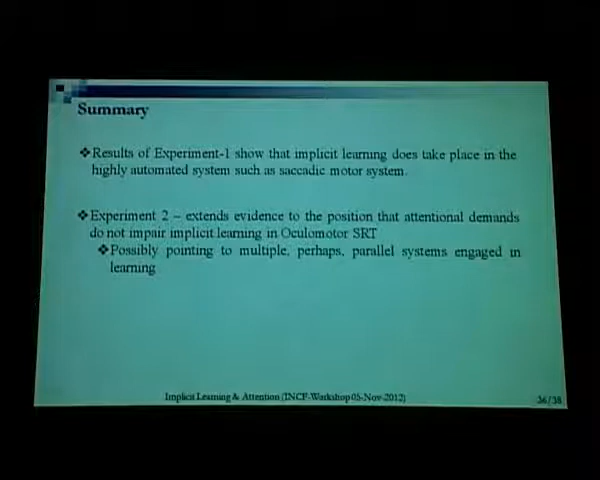 Summary
❖Results of Experiment-1 show that implicit learning does take place in the
highly automated system such as saccadic motor system.
❖Experiment 2 – extends evidence to the position that attentional demands
do not impair implicit learning in Oculomotor SRT
❖Possibly pointing to multiple, perhaps, parallel systems engaged in
learning
Implicit Learning & Attention (INCF-Workshop 05-Nov-2012)
36/38